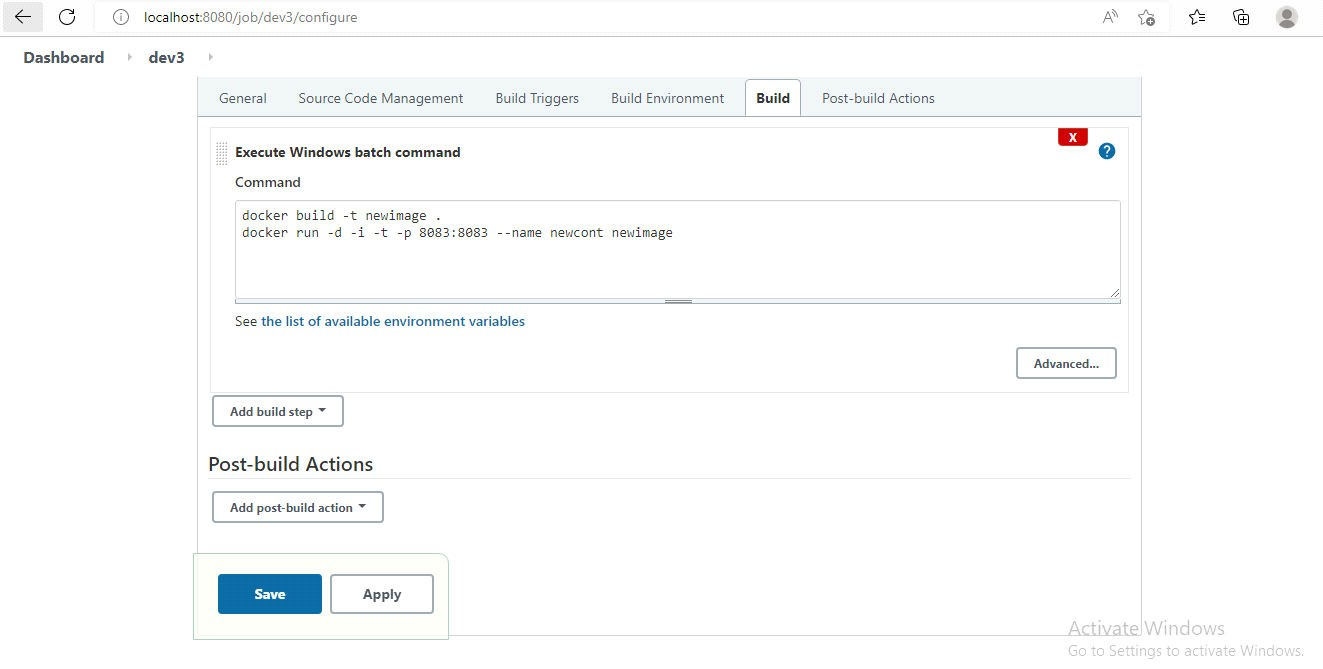 localhost:8080/job/dev3/configure
Dashboard dev3
General Source Code Management Build Triggers Build Environment Build Post-build Actions
X
Execute Windows batch command ?
Command
docker build -t newimage .
docker run -d -i -t -p 8083:8083 --name newcont newimage
See the list of available environment variables
Advanced...
Add build step
Post-build Actions
Add post-build action
Save Apply
Activate Windows
Go to Settings to activate Windows.